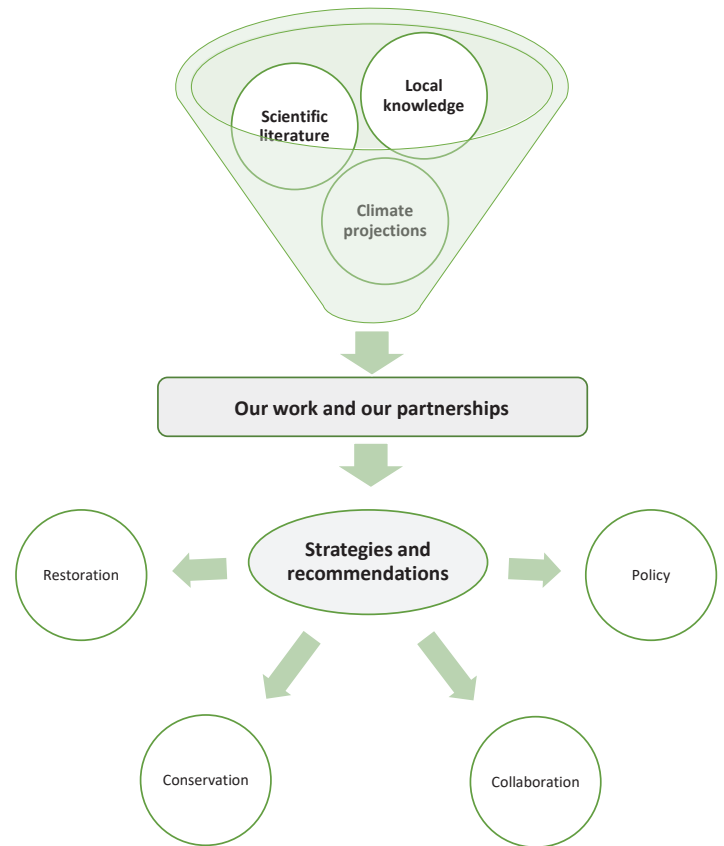 Local
knowledge
Scientific
literature
Climate
projections
Our work and our partnerships
Strategies and
recommendations
Restoration
Policy
Conservation
Collaboration